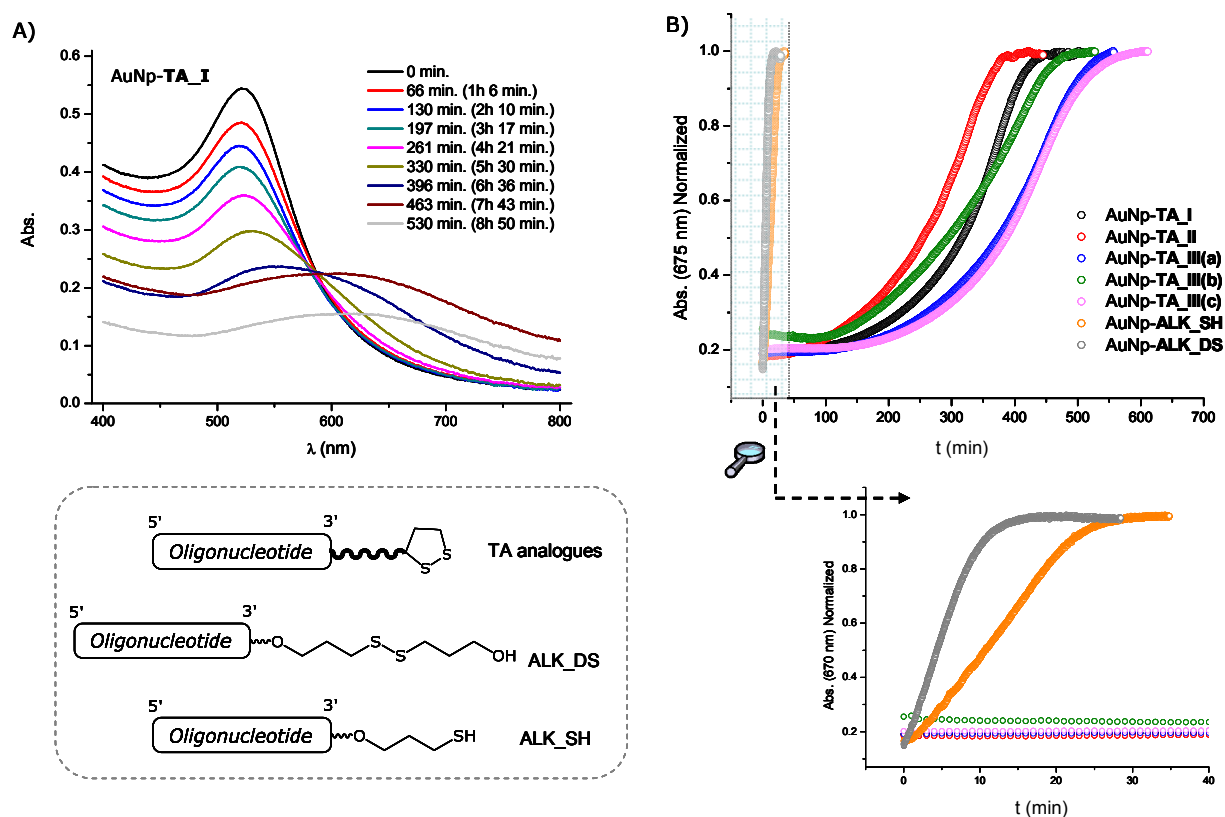 A)
AuNp-TA_I
0 min.
66 min. (1h 6 min.)
130 min. (2h 10 min.)
197 min. (3h 17 min.)
261 min. (4h 21 min.)
330 min. (5h 30 min.)
396 min. (6h 36 min.)
463 min. (7h 43 min.)
530 min. (8h 50 min.)
Abs.
0.6
0.5
0.4
0.3
0.2
0.1
0.0
400 500 600 700 800
λ (nm)
5' 3'
Oligonucleotide
S
S
TA analogues
5' 3'
Oligonucleotide
O S S OH
ALK_DS
5' 3'
Oligonucleotide
O SH
ALK_SH
B)
Abs. (675 nm) Normalized
1.0
0.8
0.6
0.4
0.2
0 100 200 300 400 500 600 700
t (min)
AuNp-TA_I
AuNp-TA_II
AuNp-TA_III(a)
AuNp-TA_III(b)
AuNp-TA_III(c)
AuNp-ALK_SH
AuNp-ALK_DS
Abs. (670 nm) Normalized
1.0
0.8
0.6
0.4
0.2
0 10 20 30 40
t (min)